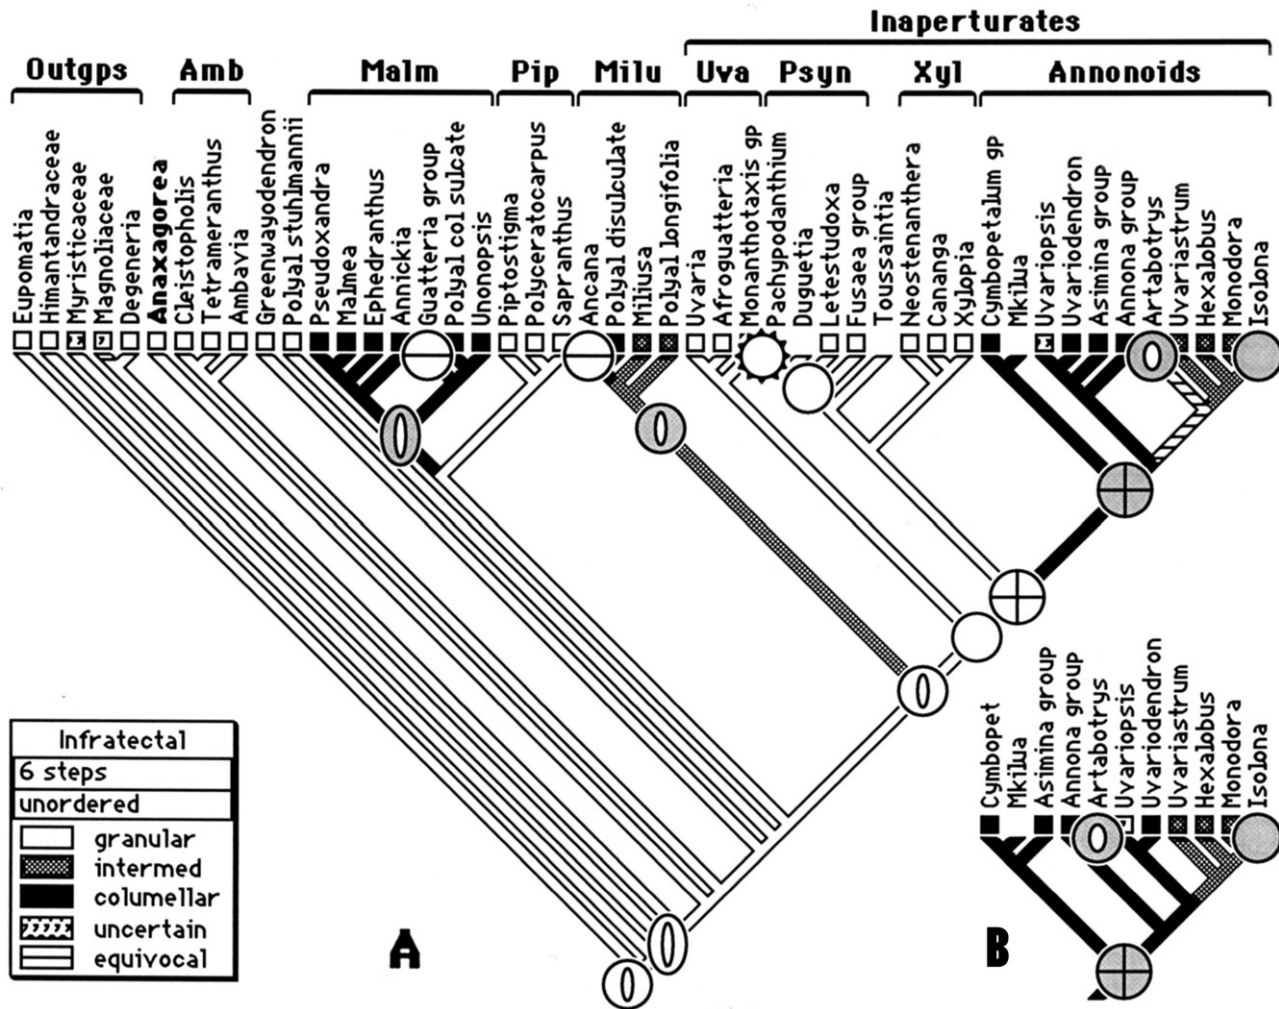 Inaperturates
Outgps Amb Malm Pip Milu Uva Psyn Xyl Annonoids
Eupomatia
Himantandraceae
Myristicaceae
Magnoliaceae
Degeneria
Anaxagorea
Cleistopholis
Tetrameranthus
Ambavia
Greenwayodendron
Polyal stuhlmannii
Pseudoxandra
Malmea
Ephedranthus
Annickia
Guatteria group
Polyal col sulcate
Unonopsis
Piptostigma
Polyceratocarpus
Sapranthus
Ancana
Polyal disulculate
Miliusa
Polyal longifolia
Uvaria
Afroguatteria
Monanthotaxis gp
Pachypodanthium
Duguetia
Letestudoxa
Fusaea group
Toussaintia
Neostenanthera
Cananga
Xylopia
Cymbopetalum gp
Mkilua
Uvariopsis
Uvariodendron
Asimina group
Annona group
Artabotrys
Uvariastrum
Hexalobus
Monodora
Isolona
Infratectal
6 steps
unordered
granular
intermed
columellar
uncertain
equivocal
A
Cymbopet
Mkilua
Asimina group
Annona group
Artabotrys
Uvariopsis
Uvariodendron
Uvariastrum
Hexalobus
Monodora
Isolona
B